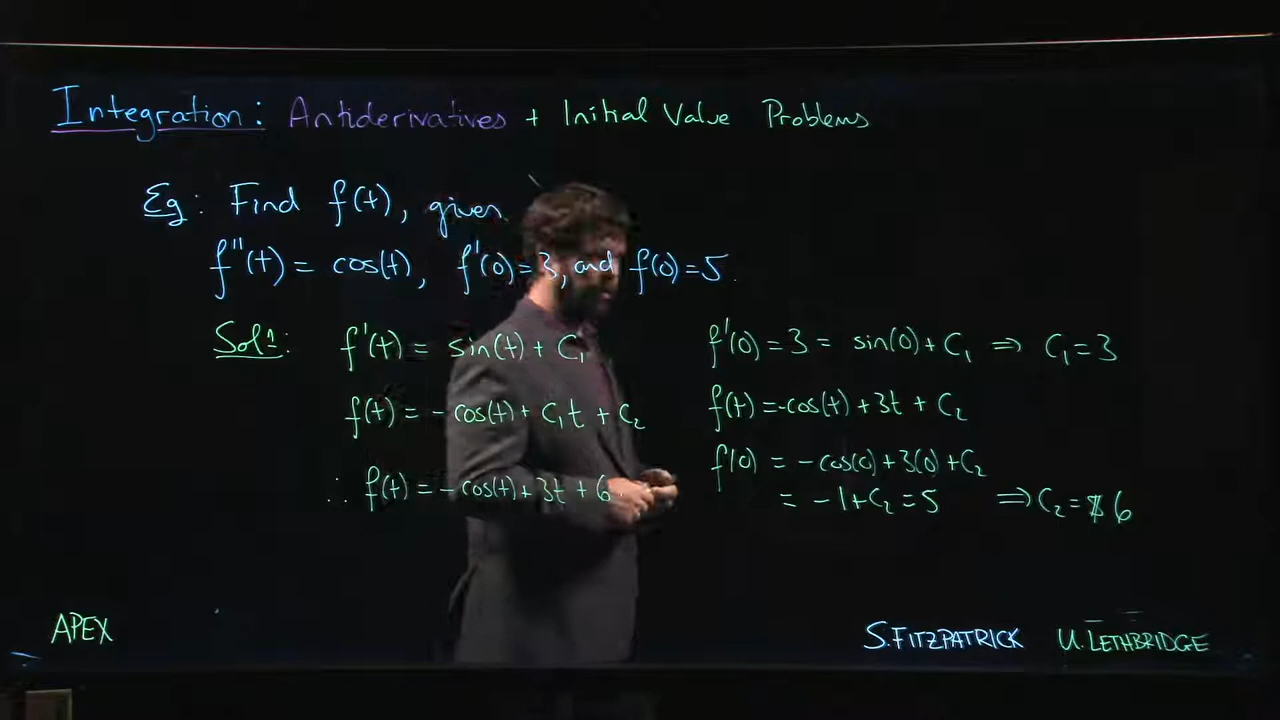 Integration: Antiderivatives + Initial Value Problems
Eg: Find f(t), given
f''(t) = cos(t), f'(0)=3, and f(0)=5.
Solⁿ: f'(t) = sin(t) + C₁
f(t) = -cos(t) + C₁t + C₂
∴ f(t) = -cos(t) + 3t + 6.
f'(0) = 3 = sin(0) + C₁ ⇒ C₁ = 3
f(t) = -cos(t) + 3t + C₂
f(0) = -cos(0) + 3(0) + C₂
= -1 + C₂ = 5 ⇒ C₂ = 6
APEX
S. FITZPATRICK U. LETHBRIDGE